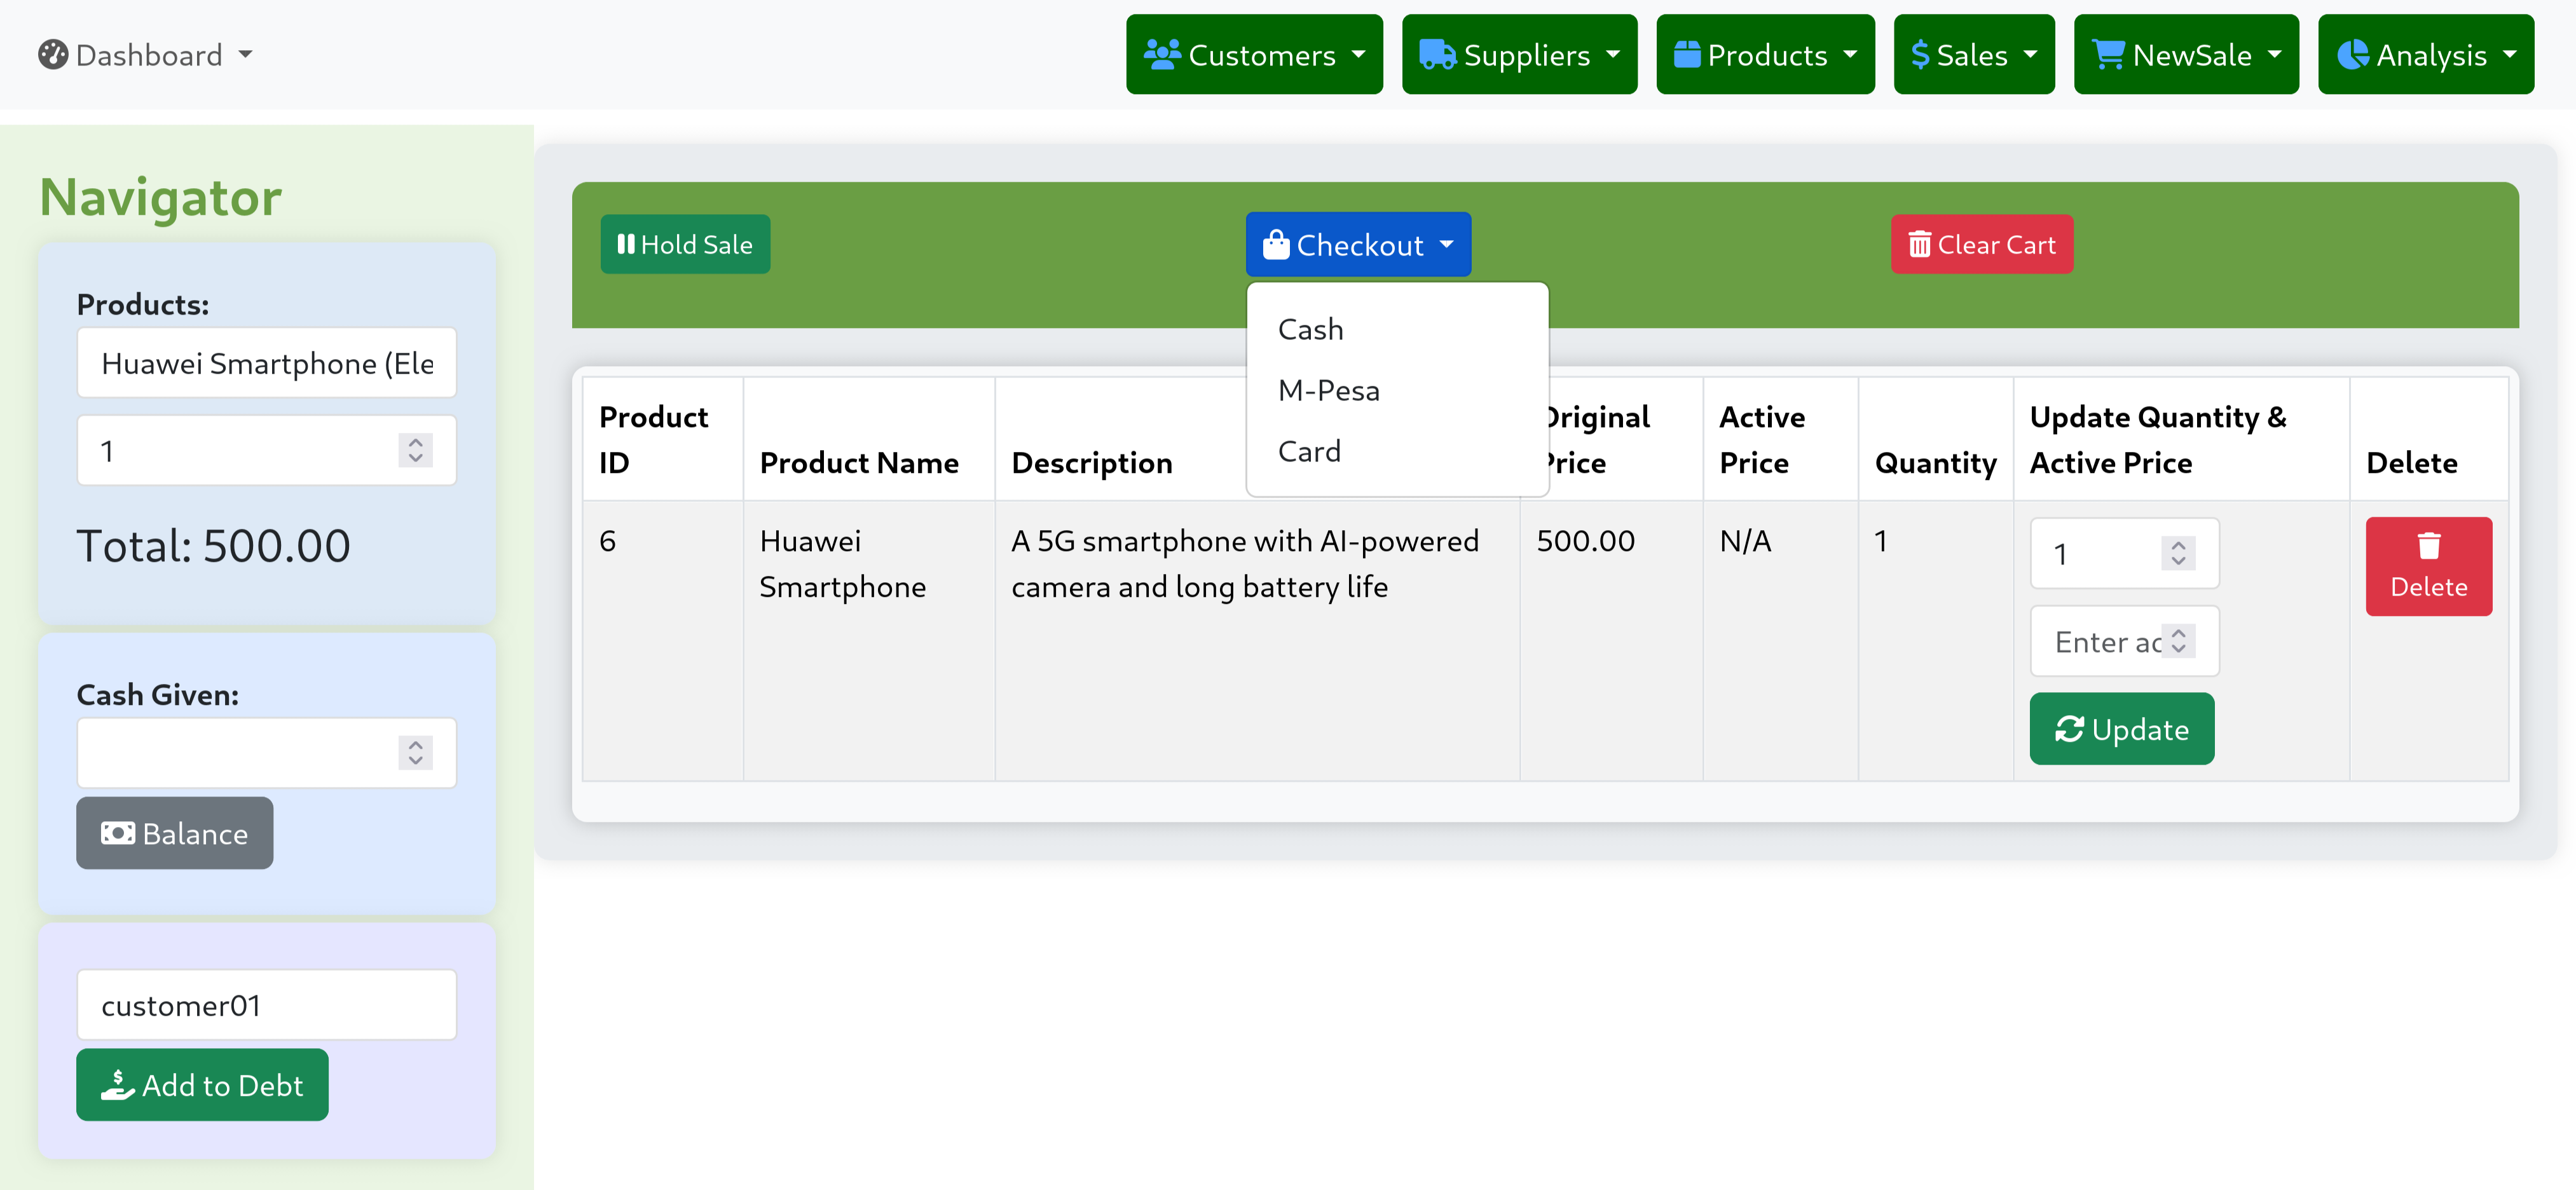 Dashboard
Customers
Suppliers
Products
Sales
NewSale
Analysis
Navigator
Products:
Huawei Smartphone (Ele
1
Total: 500.00
Cash Given:
Balance
customer01
Add to Debt
Hold Sale
Checkout
Clear Cart
Cash
M-Pesa
Card
Product
ID
Product Name
Description
Original
Price
Active
Price
Quantity
Update Quantity &
Active Price
Delete
6
Huawei
Smartphone
A 5G smartphone with AI-powered
camera and long battery life
500.00
N/A
1
1
Enter ac
Update
Delete